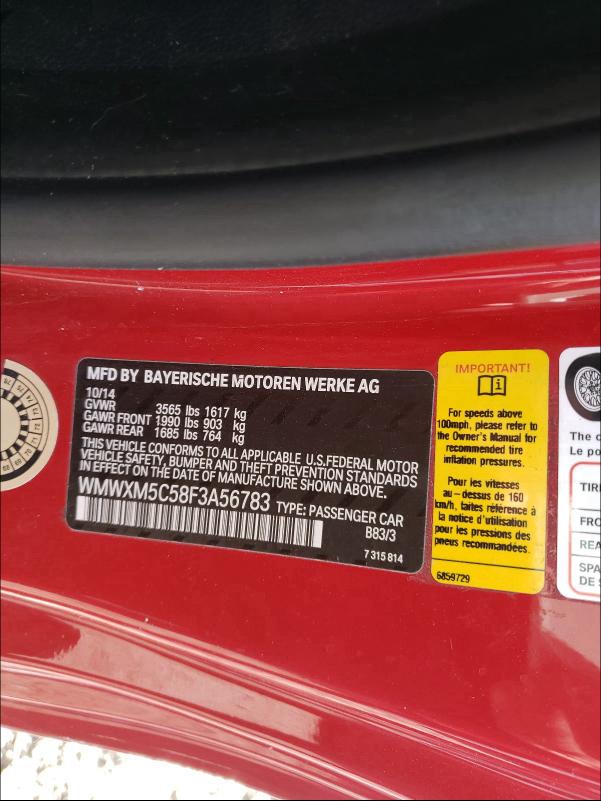 MFD BY BAYERISCHE MOTOREN WERKE AG
10/14
GVWR 3565 lbs 1617 kg
GAWR FRONT 1990 lbs 903 kg
GAWR REAR 1685 lbs 764 kg
THIS VEHICLE CONFORMS TO ALL APPLICABLE U.S.FEDERAL MOTOR
VEHICLE SAFETY, BUMPER AND THEFT PREVENTION STANDARDS
IN EFFECT ON THE DATE OF MANUFACTURE SHOWN ABOVE.
WMWXM5C58F3A56783 TYPE: PASSENGER CAR
B83/3
7 315 814
IMPORTANT!
i
For speeds above
100mph, please refer to
the Owner's Manual for
recommended tire
inflation pressures.
Pour les vitesses
au - dessus de 160
km/h, faites référence à
la notice d'utilisation
pour les pressions des
pneus recommandées.
6859729
The c
Le po
TIRE
FRO
REA
SPA
DE S